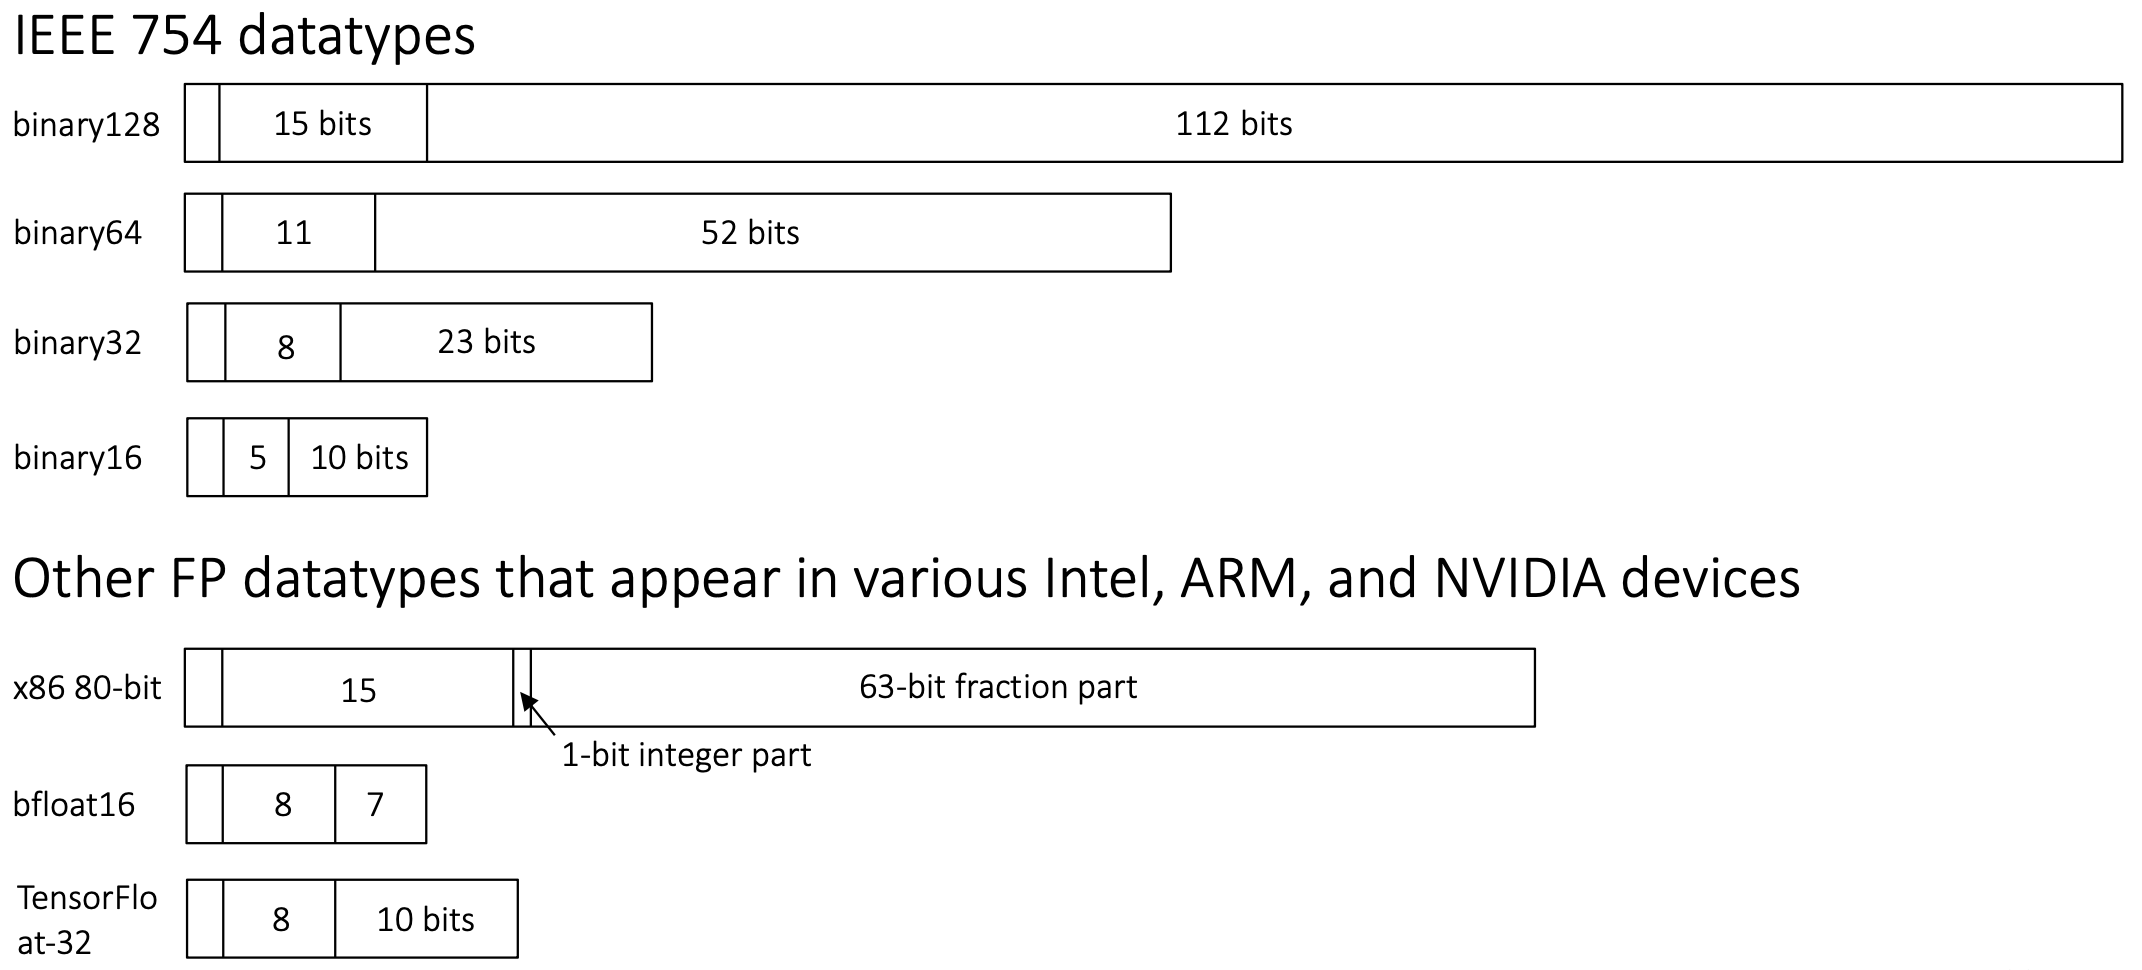 IEEE 754 datatypes
binary128 15 bits 112 bits
binary64 11 52 bits
binary32 8 23 bits
binary16 5 10 bits
Other FP datatypes that appear in various Intel, ARM, and NVIDIA devices
x86 80-bit 15 63-bit fraction part
1-bit integer part
bfloat16 8 7
TensorFlo
at-32
8 10 bits